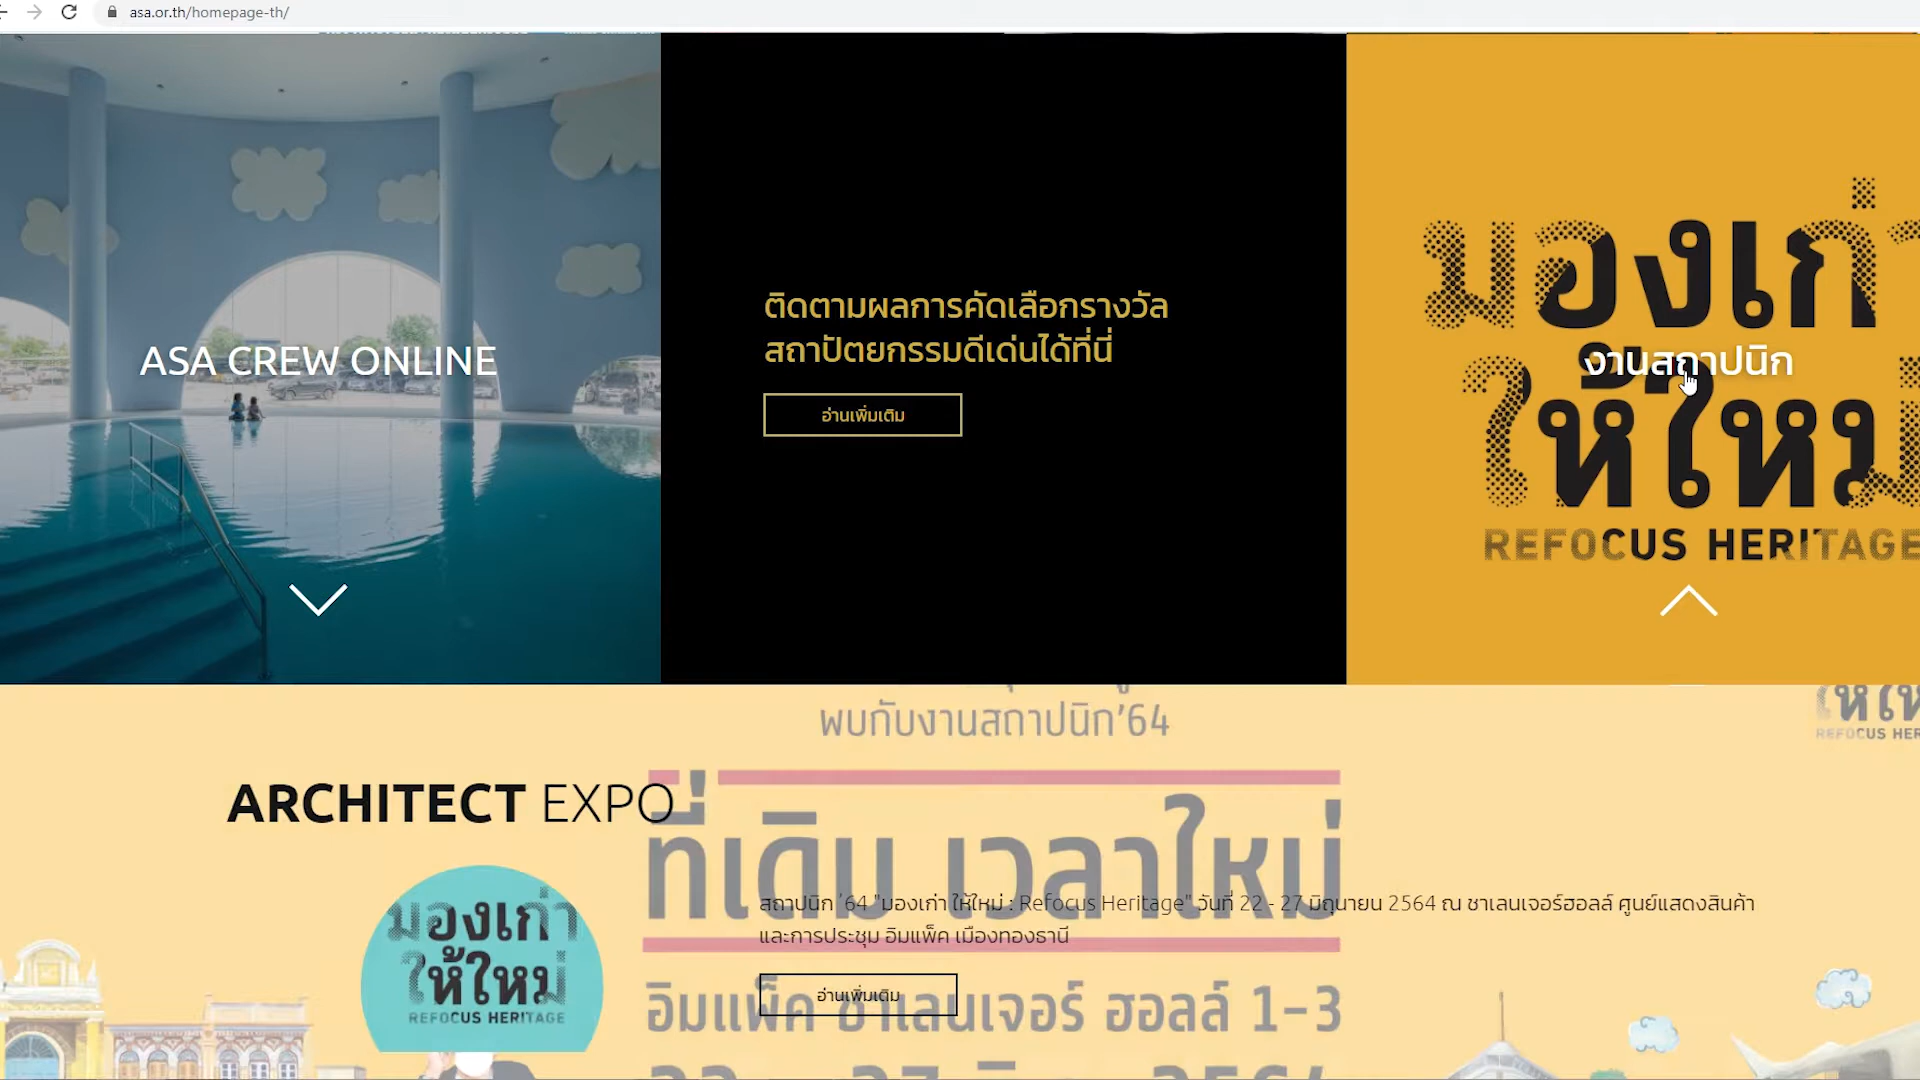 asa.or.th/homepage-th/
ASA CREW ONLINE
ติดตามผลการคัดเลือกรางวัล
สถาปัตยกรรมดีเด่นได้ที่นี่
อ่านเพิ่มเติม
มองเก่า
ให้ใหม่
REFOCUS HERITAGE
งานสถาปนิก
พบกับงานสถาปนิก'64
REFOCUS HER
ARCHITECT EXPO
ที่เดิม เวลาใหม่
สถาปนิก '64 "มองเก่า ให้ใหม่ : Refocus Heritage" วันที่ 22 - 27 มิถุนายน 2564 ณ ชาเลนเจอร์ฮอลล์ ศูนย์แสดงสินค้า
และการประชุม อิมแพ็ค เมืองทองธานี
มองเก่า
ให้ใหม่
REFOCUS HERITAGE
อ่านเพิ่มเติม
อิมแพ็ค ชาเลนเจอร์ ฮอลล์ 1-3